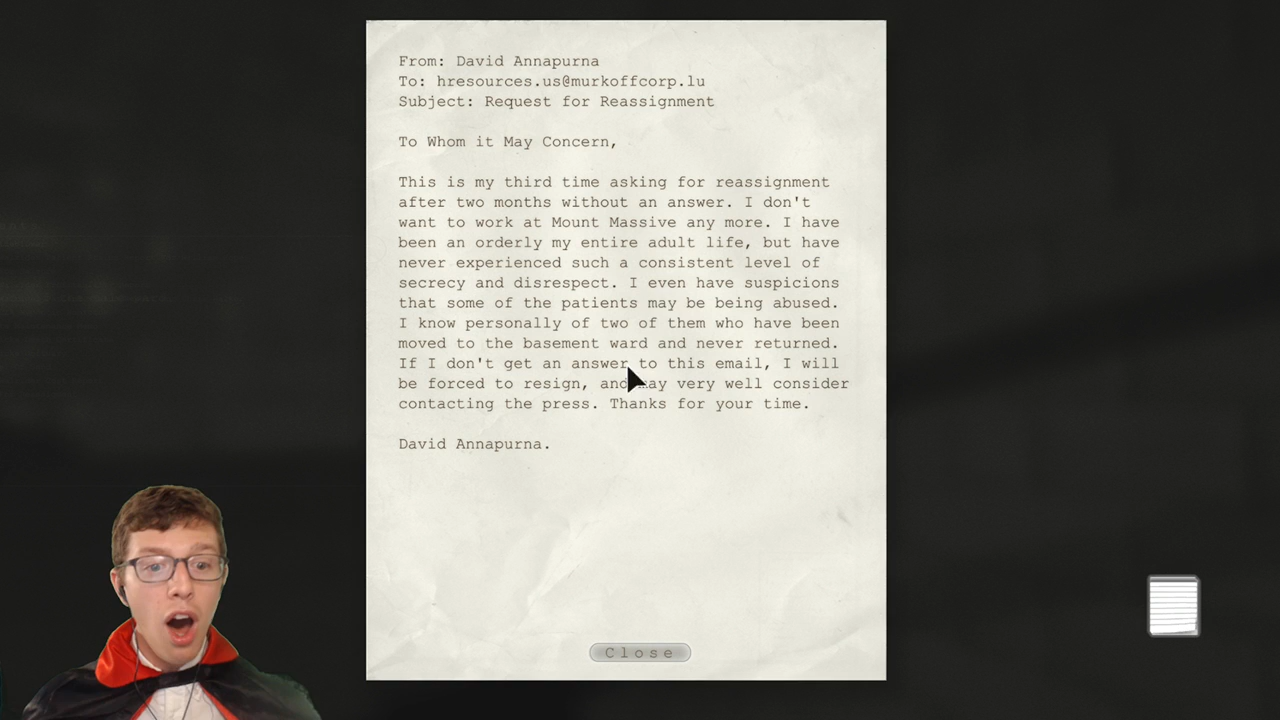 From: David Annapurna
To: hresources.us@murkoffcorp.lu
Subject: Request for Reassignment
To Whom it May Concern,
This is my third time asking for reassignment
after two months without an answer. I don't
want to work at Mount Massive any more. I have
been an orderly my entire adult life, but have
never experienced such a consistent level of
secrecy and disrespect. I even have suspicions
that some of the patients may be being abused.
I know personally of two of them who have been
moved to the basement ward and never returned.
If I don't get an answer to this email, I will
be forced to resign, and may very well consider
contacting the press. Thanks for your time.
David Annapurna.
Close